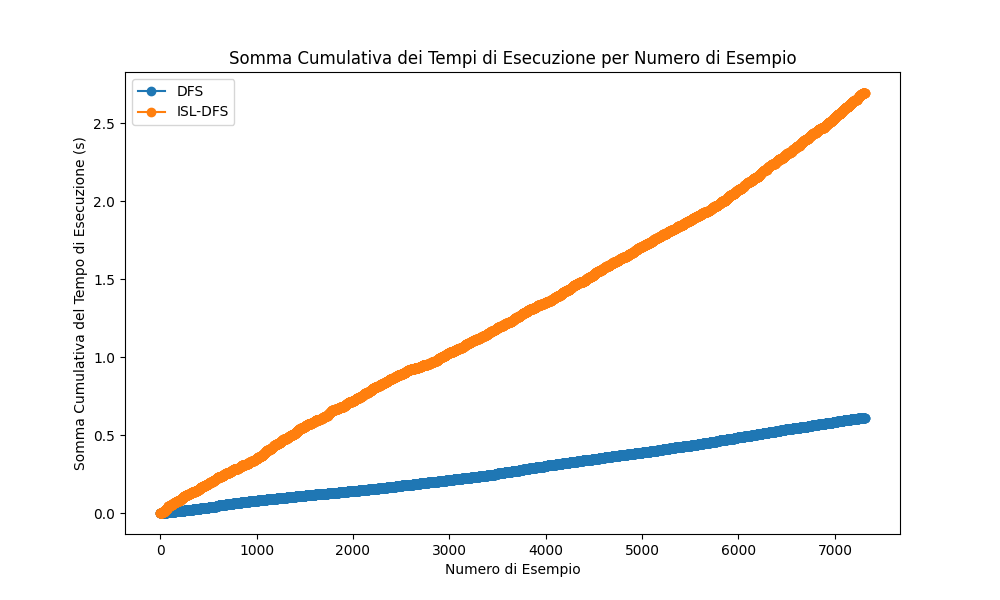 Somma Cumulativa dei Tempi di Esecuzione per Numero di Esempio
DFS
ISL-DFS
Somma Cumulativa del Tempo di Esecuzione (s)
2.5
2.0
1.5
1.0
0.5
0.0
0 1000 2000 3000 4000 5000 6000 7000
Numero di Esempio